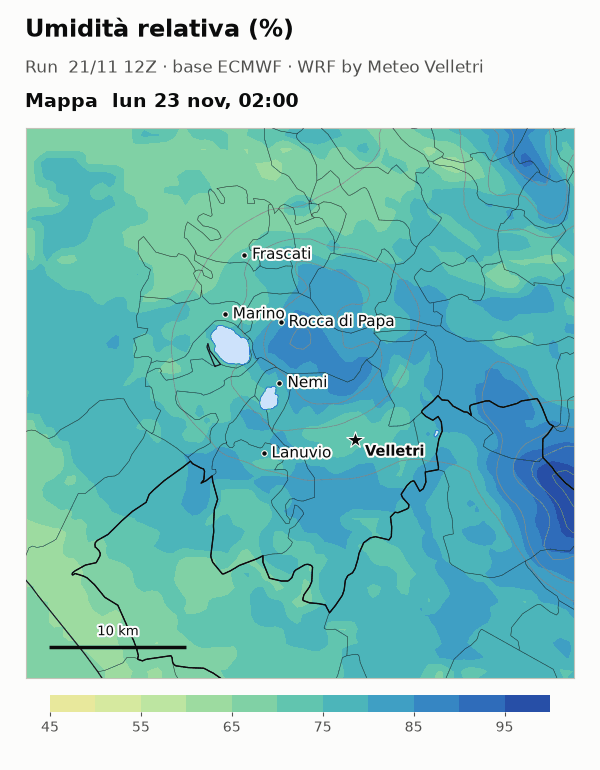 Umidità relativa (%)
Run  21/11 12Z · base ECMWF · WRF by Meteo Velletri
Mappa  lun 23 nov, 02:00
Frascati
Marino
Rocca di Papa
Nemi
Velletri
Lanuvio
10 km
45 55 65 75 85 95